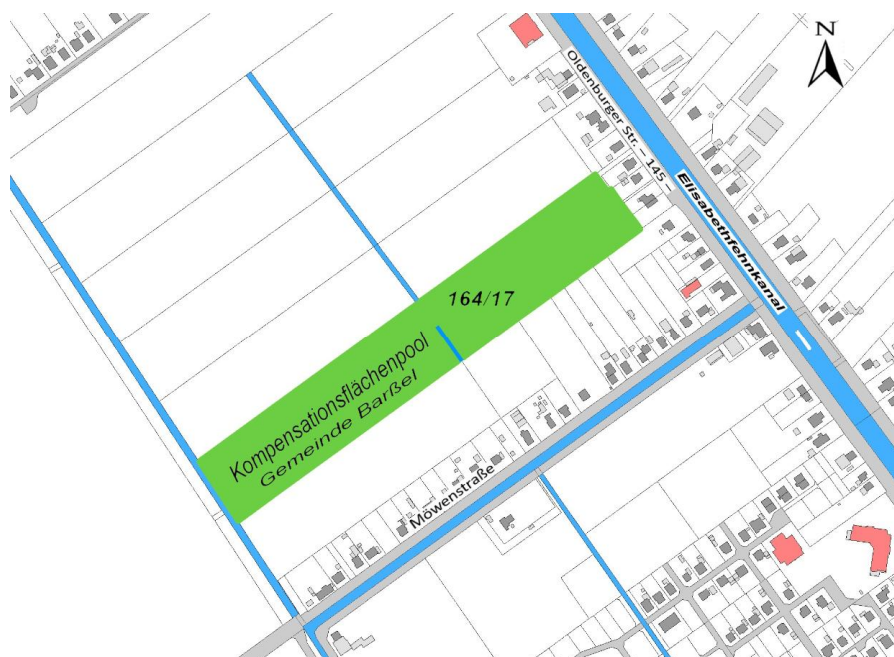 N
Oldenburger Str. – 145 –
Elisabethfehnkanal
164/17
Kompensationsflächenpool
Gemeinde Barßel
Möwenstraße